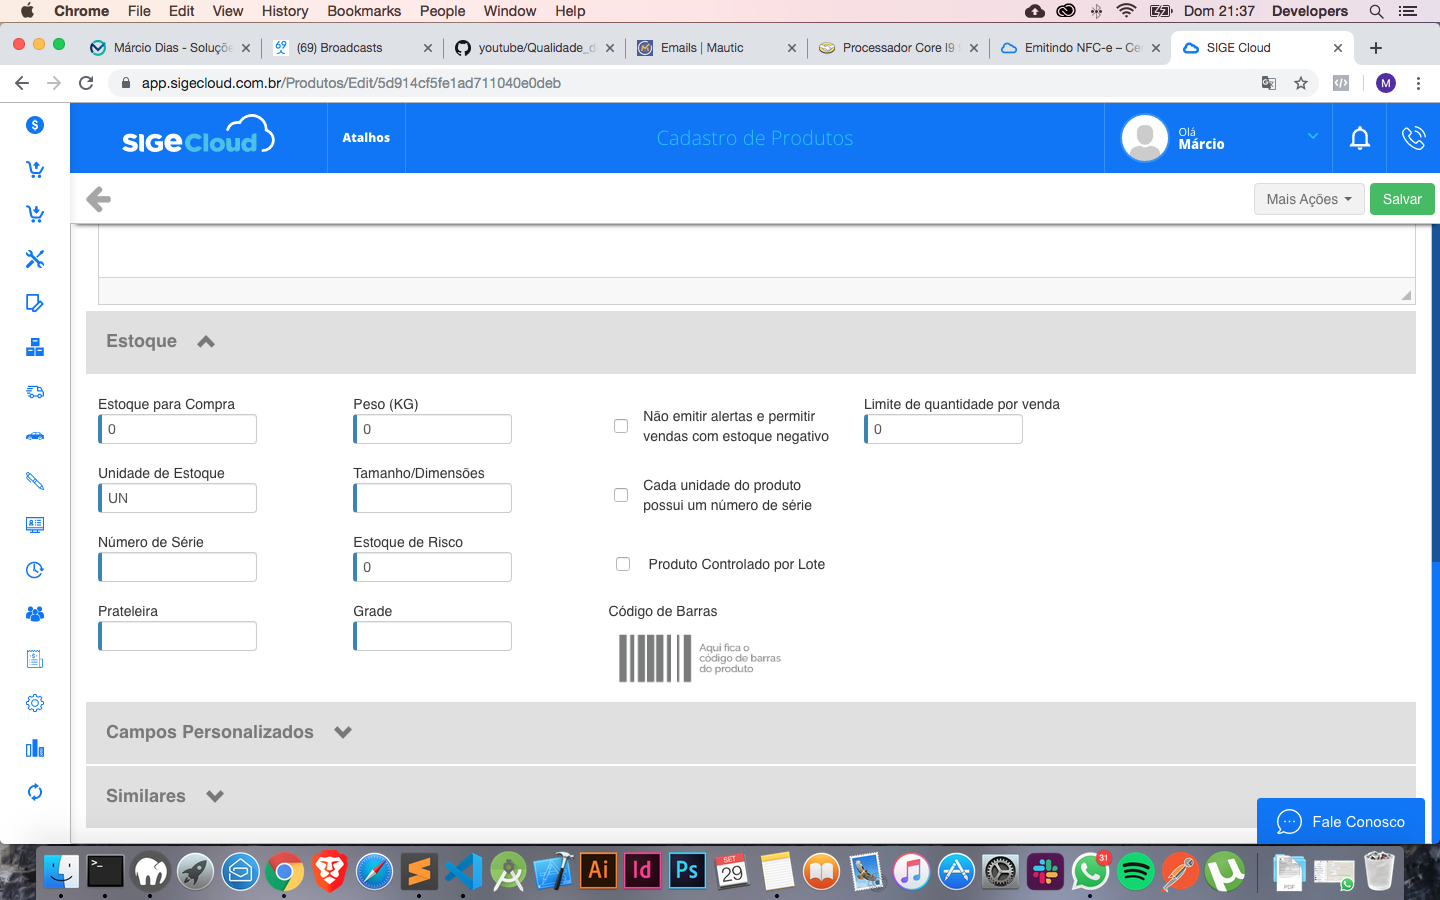 Chrome File Edit View History Bookmarks People Window Help Dom 21:37 Developers
Márcio Dias - Soluçõ (69) Broadcasts youtube/Qualidade_d Emails | Mautic Processador Core I9 Emitindo NFC-e – Ce SIGE Cloud
app.sigecloud.com.br/Produtos/Edit/5d914cf5fe1ad711040e0deb M
SIGE Cloud Atalhos Cadastro de Produtos Olá
Márcio
Mais Ações Salvar
Estoque
Estoque para Compra
0
Peso (KG)
0
Não emitir alertas e permitir
vendas com estoque negativo
Limite de quantidade por venda
0
Unidade de Estoque
UN
Tamanho/Dimensões
Cada unidade do produto
possui um número de série
Número de Série
Estoque de Risco
0
Produto Controlado por Lote
Prateleira
Grade
Código de Barras
Aqui fica o
código de barras
do produto
Campos Personalizados
Similares
Fale Conosco
Ai Id Ps SET
29
31
PDF